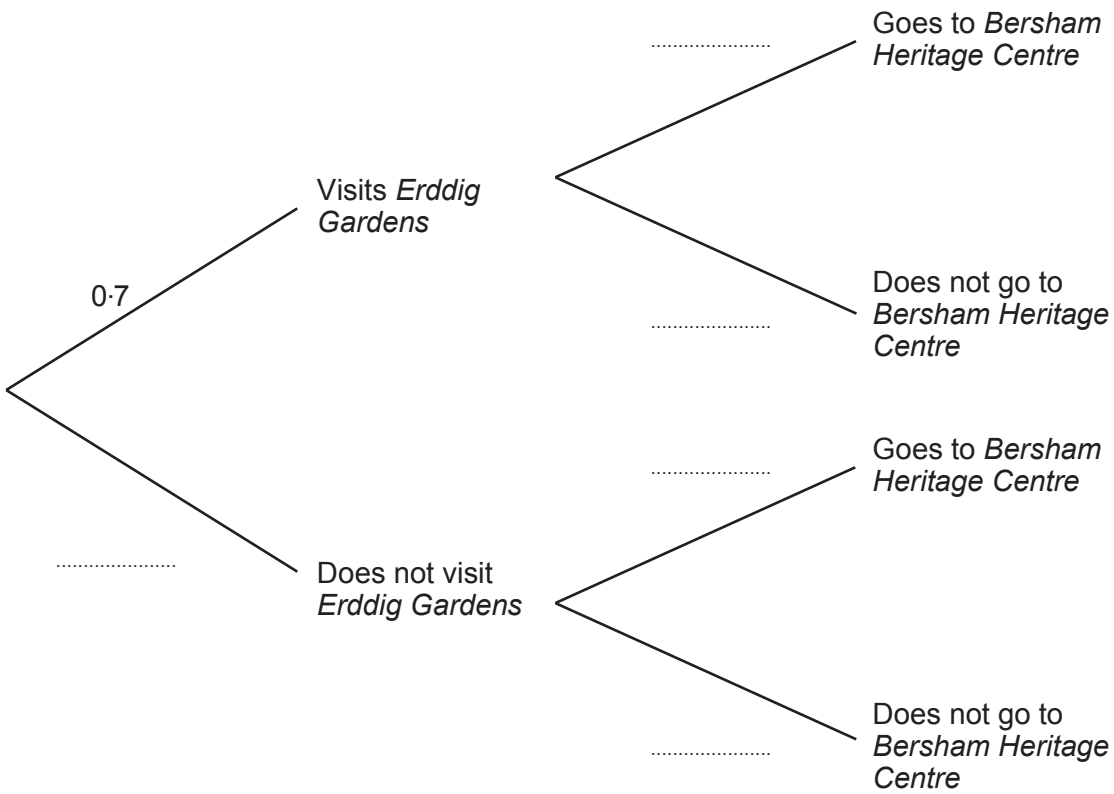 Goes to Bersham
Heritage Centre
......................
Visits Erddig
Gardens
0·7
Does not go to
Bersham Heritage
Centre
......................
Goes to Bersham
Heritage Centre
......................
Does not visit
Erddig Gardens
......................
Does not go to
Bersham Heritage
Centre
......................